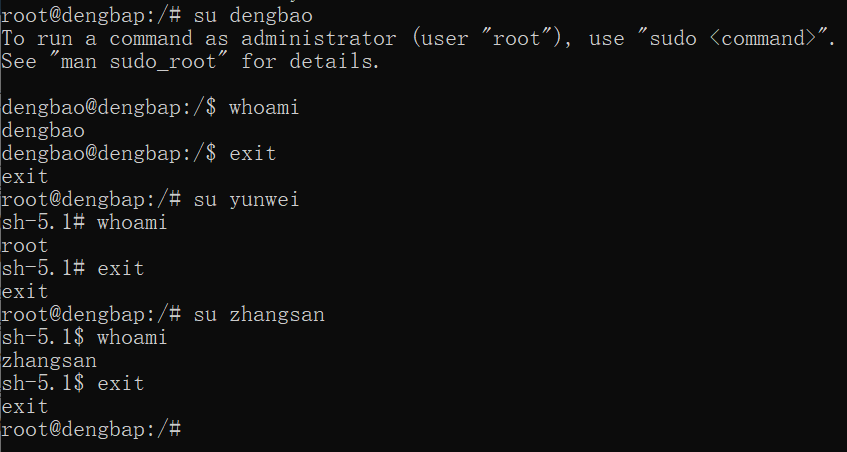 root@dengbap:/# su dengbao
To run a command as administrator (user "root"), use "sudo <command>".
See "man sudo_root" for details.
dengbao@dengbap:/$ whoami
dengbao
dengbao@dengbap:/$ exit
exit
root@dengbap:/# su yunwei
sh-5.1# whoami
root
sh-5.1# exit
exit
root@dengbap:/# su zhangsan
sh-5.1$ whoami
zhangsan
sh-5.1$ exit
exit
root@dengbap:/#